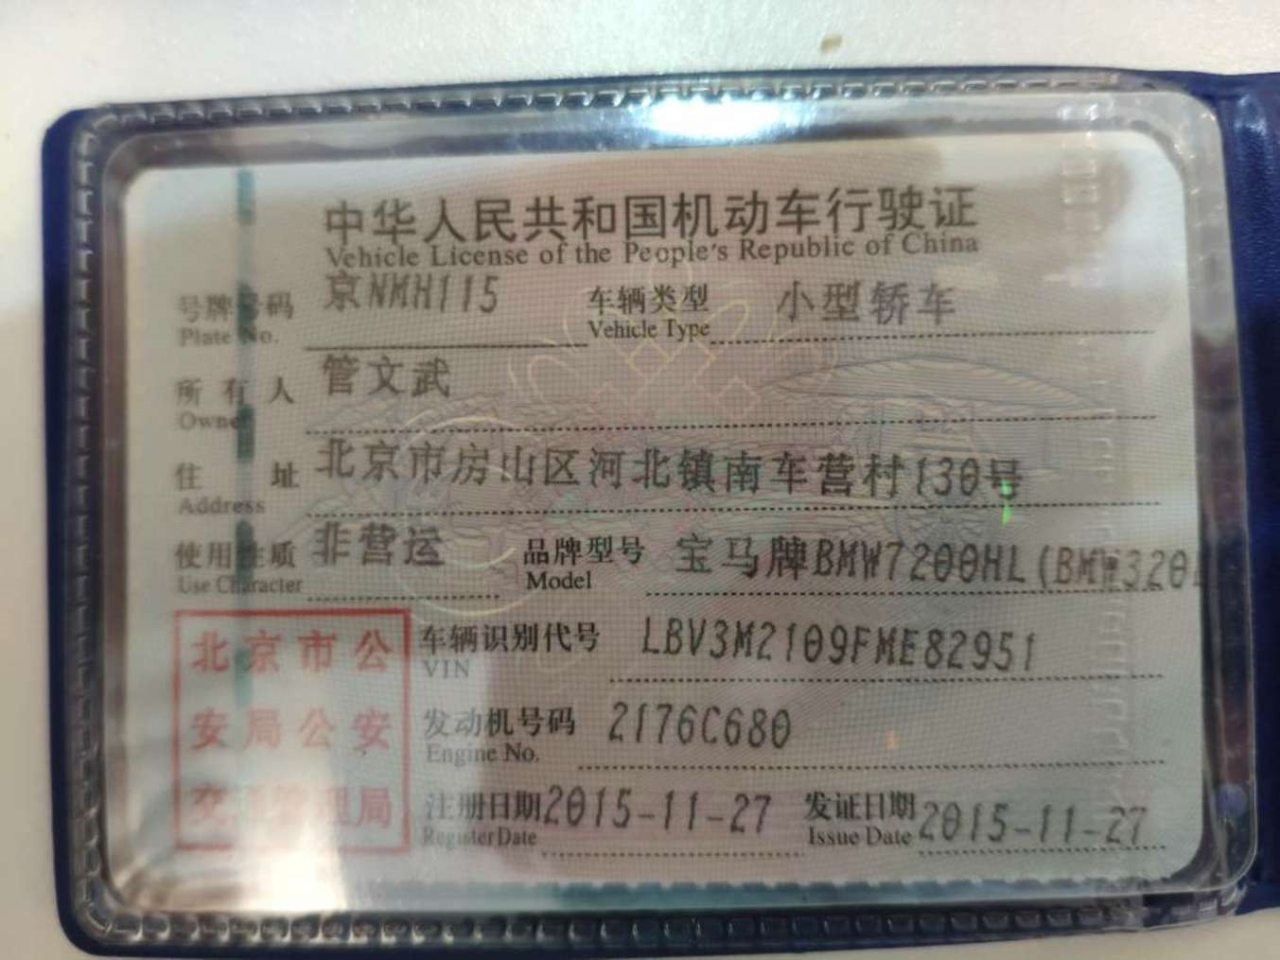 中华人民共和国机动车行驶证
Vehicle License of the People's Republic of China
号牌号码 京NMH115 车辆类型 小型轿车
Plate No. Vehicle Type
所有人 管文武
Owner
住址 北京市房山区河北镇南车营村130号
Address
使用性质 非营运 品牌型号 宝马牌BMW7200HL(BMW320
Use Character Model
北京市公
安局公安
交通管理局
车辆识别代号 LBV3M2109FME82951
VIN
发动机号码 2176C680
Engine No.
注册日期 2015-11-27 发证日期 2015-11-27
Register Date Issue Date